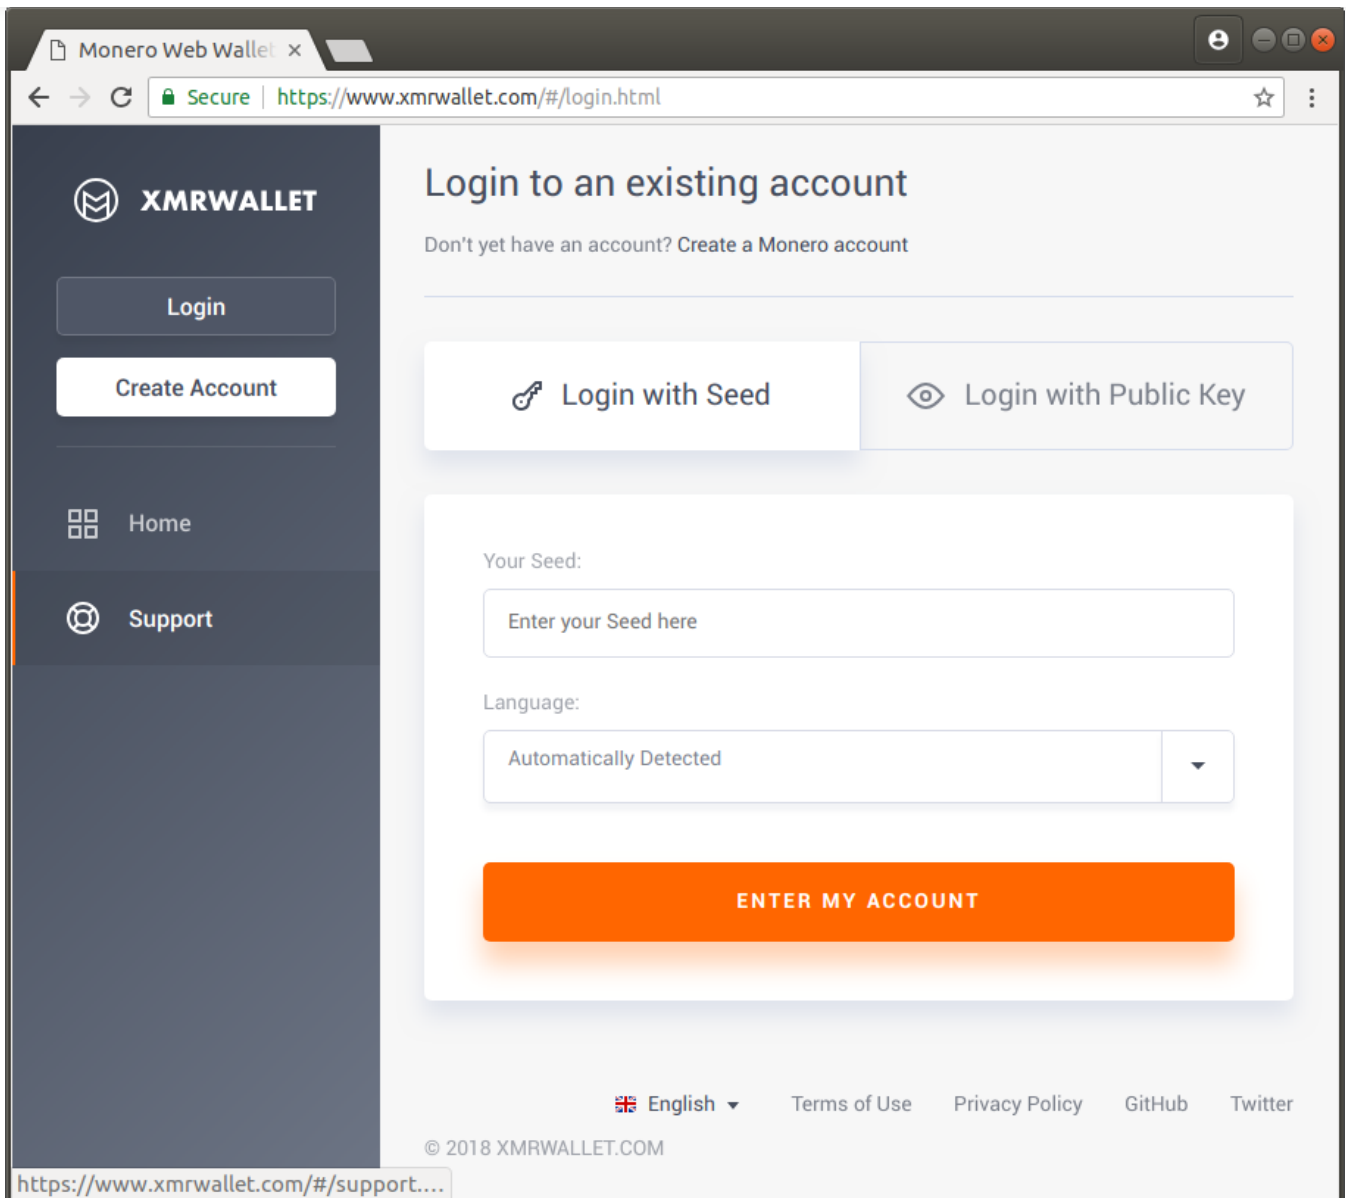 Monero Web Wallet
Secure https://www.xmrwallet.com/#/login.html
XMRWALLET
Login
Create Account
Home
Support
Login to an existing account
Don't yet have an account? Create a Monero account
Login with Seed
Login with Public Key
Your Seed:
Enter your Seed here
Language:
Automatically Detected
ENTER MY ACCOUNT
English Terms of Use Privacy Policy GitHub Twitter
© 2018 XMRWALLET.COM
https://www.xmrwallet.com/#/support....